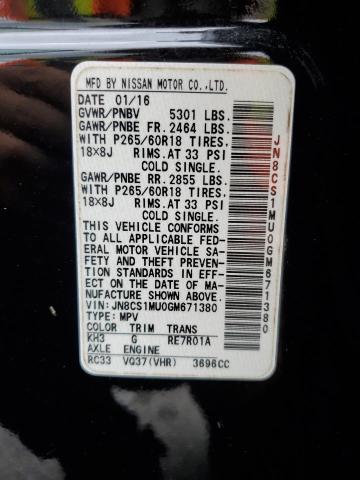 MFD BY NISSAN MOTOR CO.,LTD.
DATE 01/16
GVWR/PNBV 5301 LBS.
GAWR/PNBE FR. 2464 LBS.
WITH P265/60R18 TIRES,
18X8J RIMS.AT 33 PSI
COLD SINGLE.
GAWR/PNBE RR. 2855 LBS.
WITH P265/60R18 TIRES,
18X8J RIMS.AT 33 PSI
COLD SINGLE.
THIS VEHICLE CONFORMS
TO ALL APPLICABLE FED-
ERAL MOTOR VEHICLE SA-
FETY AND THEFT PREVEN-
TION STANDARDS IN EFF-
ECT ON THE DATE OF MA-
NUFACTURE SHOWN ABOVE.
VIN:JN8CS1MU0GM671380
TYPE: MPV
COLOR TRIM TRANS
KH3 G RE7R01A
AXLE ENGINE
RC33 VQ37(VHR) 3696CC
JN8CS1MU0GM671380